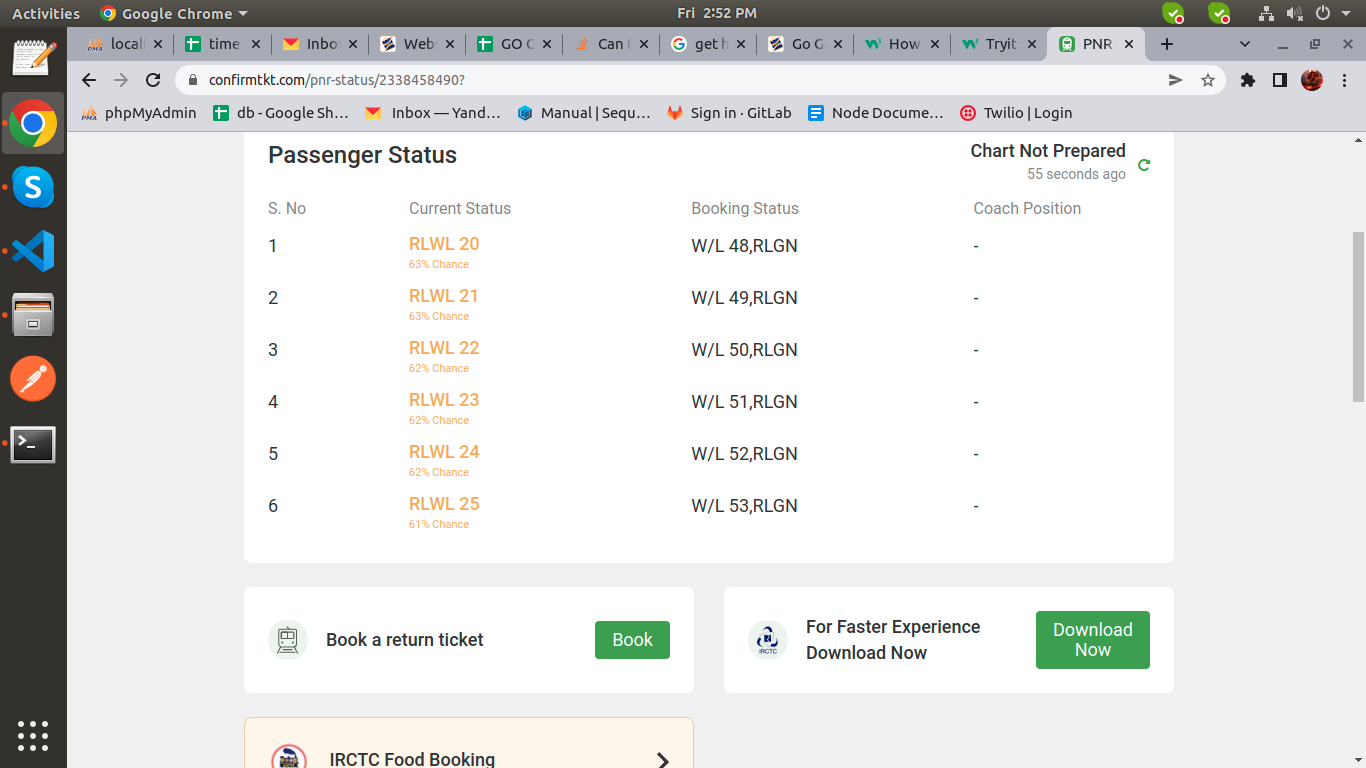 Activities Google Chrome Fri 2:52 PM
local time Inbo Web GO G Can get h Go G How Tryit PNR
confirmtkt.com/pnr-status/2338458490?
phpMyAdmin db - Google Sh… Inbox — Yand… Manual | Sequ… Sign in · GitLab Node Docume… Twilio | Login
Passenger Status
Chart Not Prepared
55 seconds ago
S. No Current Status Booking Status Coach Position
1 RLWL 20 W/L 48,RLGN -
63% Chance
2 RLWL 21 W/L 49,RLGN -
63% Chance
3 RLWL 22 W/L 50,RLGN -
62% Chance
4 RLWL 23 W/L 51,RLGN -
62% Chance
5 RLWL 24 W/L 52,RLGN -
62% Chance
6 RLWL 25 W/L 53,RLGN -
61% Chance
Book a return ticket
Book
IRCTC
For Faster Experience
Download Now
Download
Now
IRCTC Food Booking